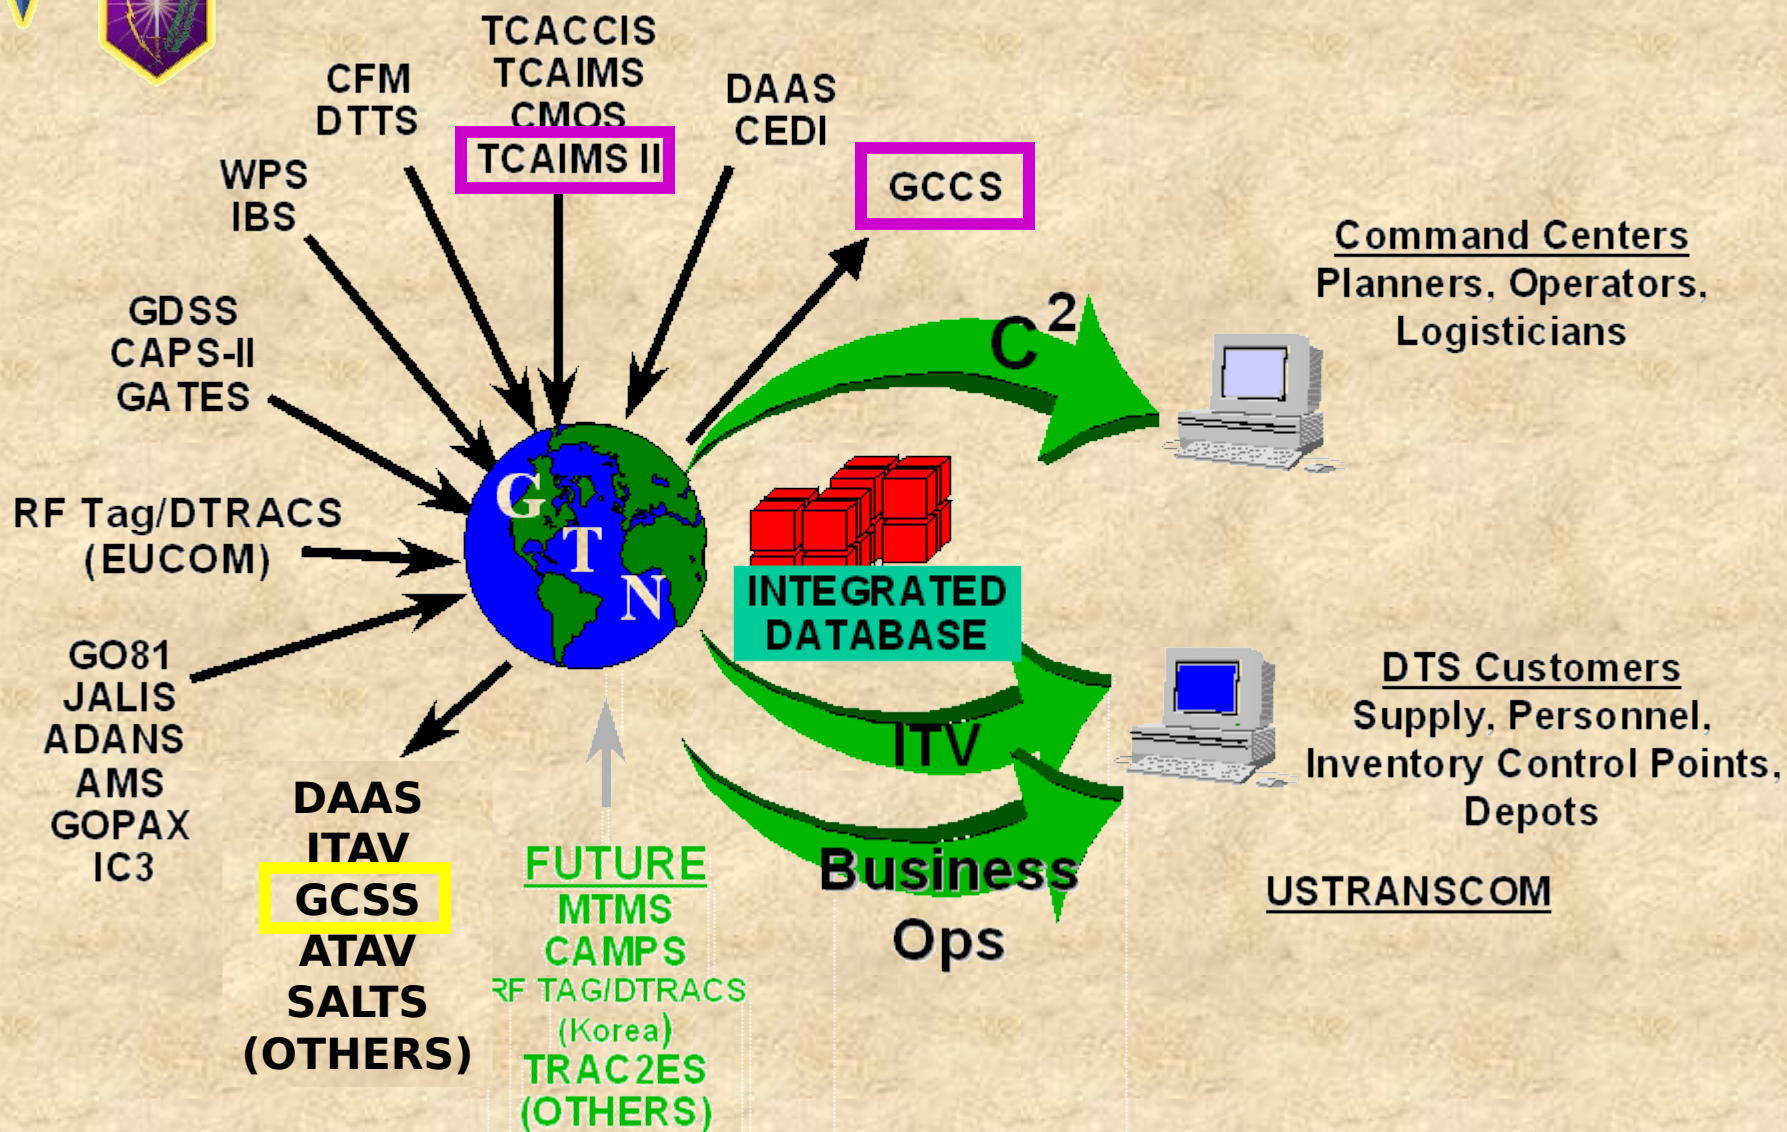 TCACCIS
TCAIMS
CMOS
TCAIMS II
CFM
DTTS
DAAS
CEDI
WPS
IBS
GCCS
Command Centers
Planners, Operators,
Logisticians
GDSS
CAPS-II
GATES
C2
G
T
N
RF Tag/DTRACS
(EUCOM)
INTEGRATED
DATABASE
GO81
JALIS
ADANS
AMS
GOPAX
IC3
ITV
DTS Customers
Supply, Personnel,
Inventory Control Points,
Depots
DAAS
ITAV
GCSS
ATAV
SALTS
(OTHERS)
FUTURE
MTMS
CAMPS
RF TAG/DTRACS
(Korea)
TRAC2ES
(OTHERS)
Business
Ops
USTRANSCOM